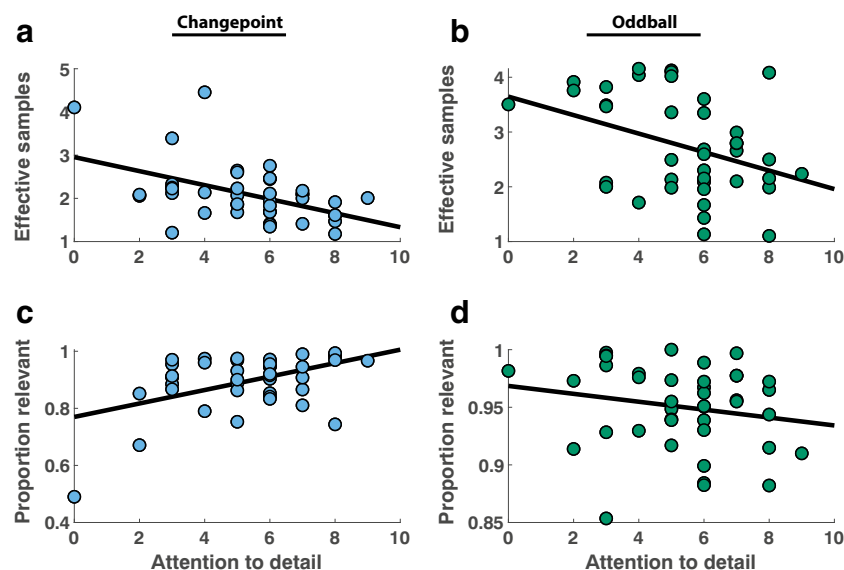 Changepoint
Oddball
a
b
Effective samples
5
4
3
2
1
0 2 4 6 8 10
Effective samples
4
3
2
1
0 2 4 6 8 10
c
d
Proportion relevant
1
0.8
0.6
0.4
0 2 4 6 8 10
Attention to detail
Proportion relevant
1
0.95
0.9
0.85
0 2 4 6 8 10
Attention to detail